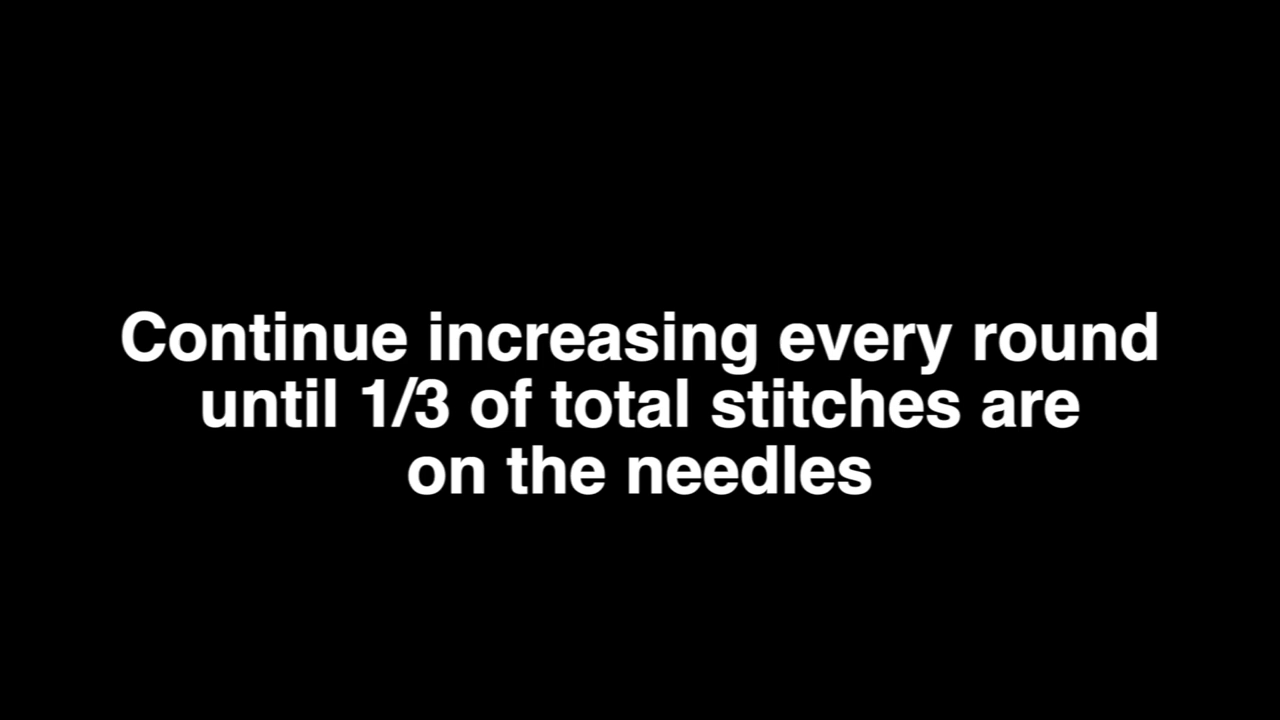 Continue increasing every round
until 1/3 of total stitches are
on the needles